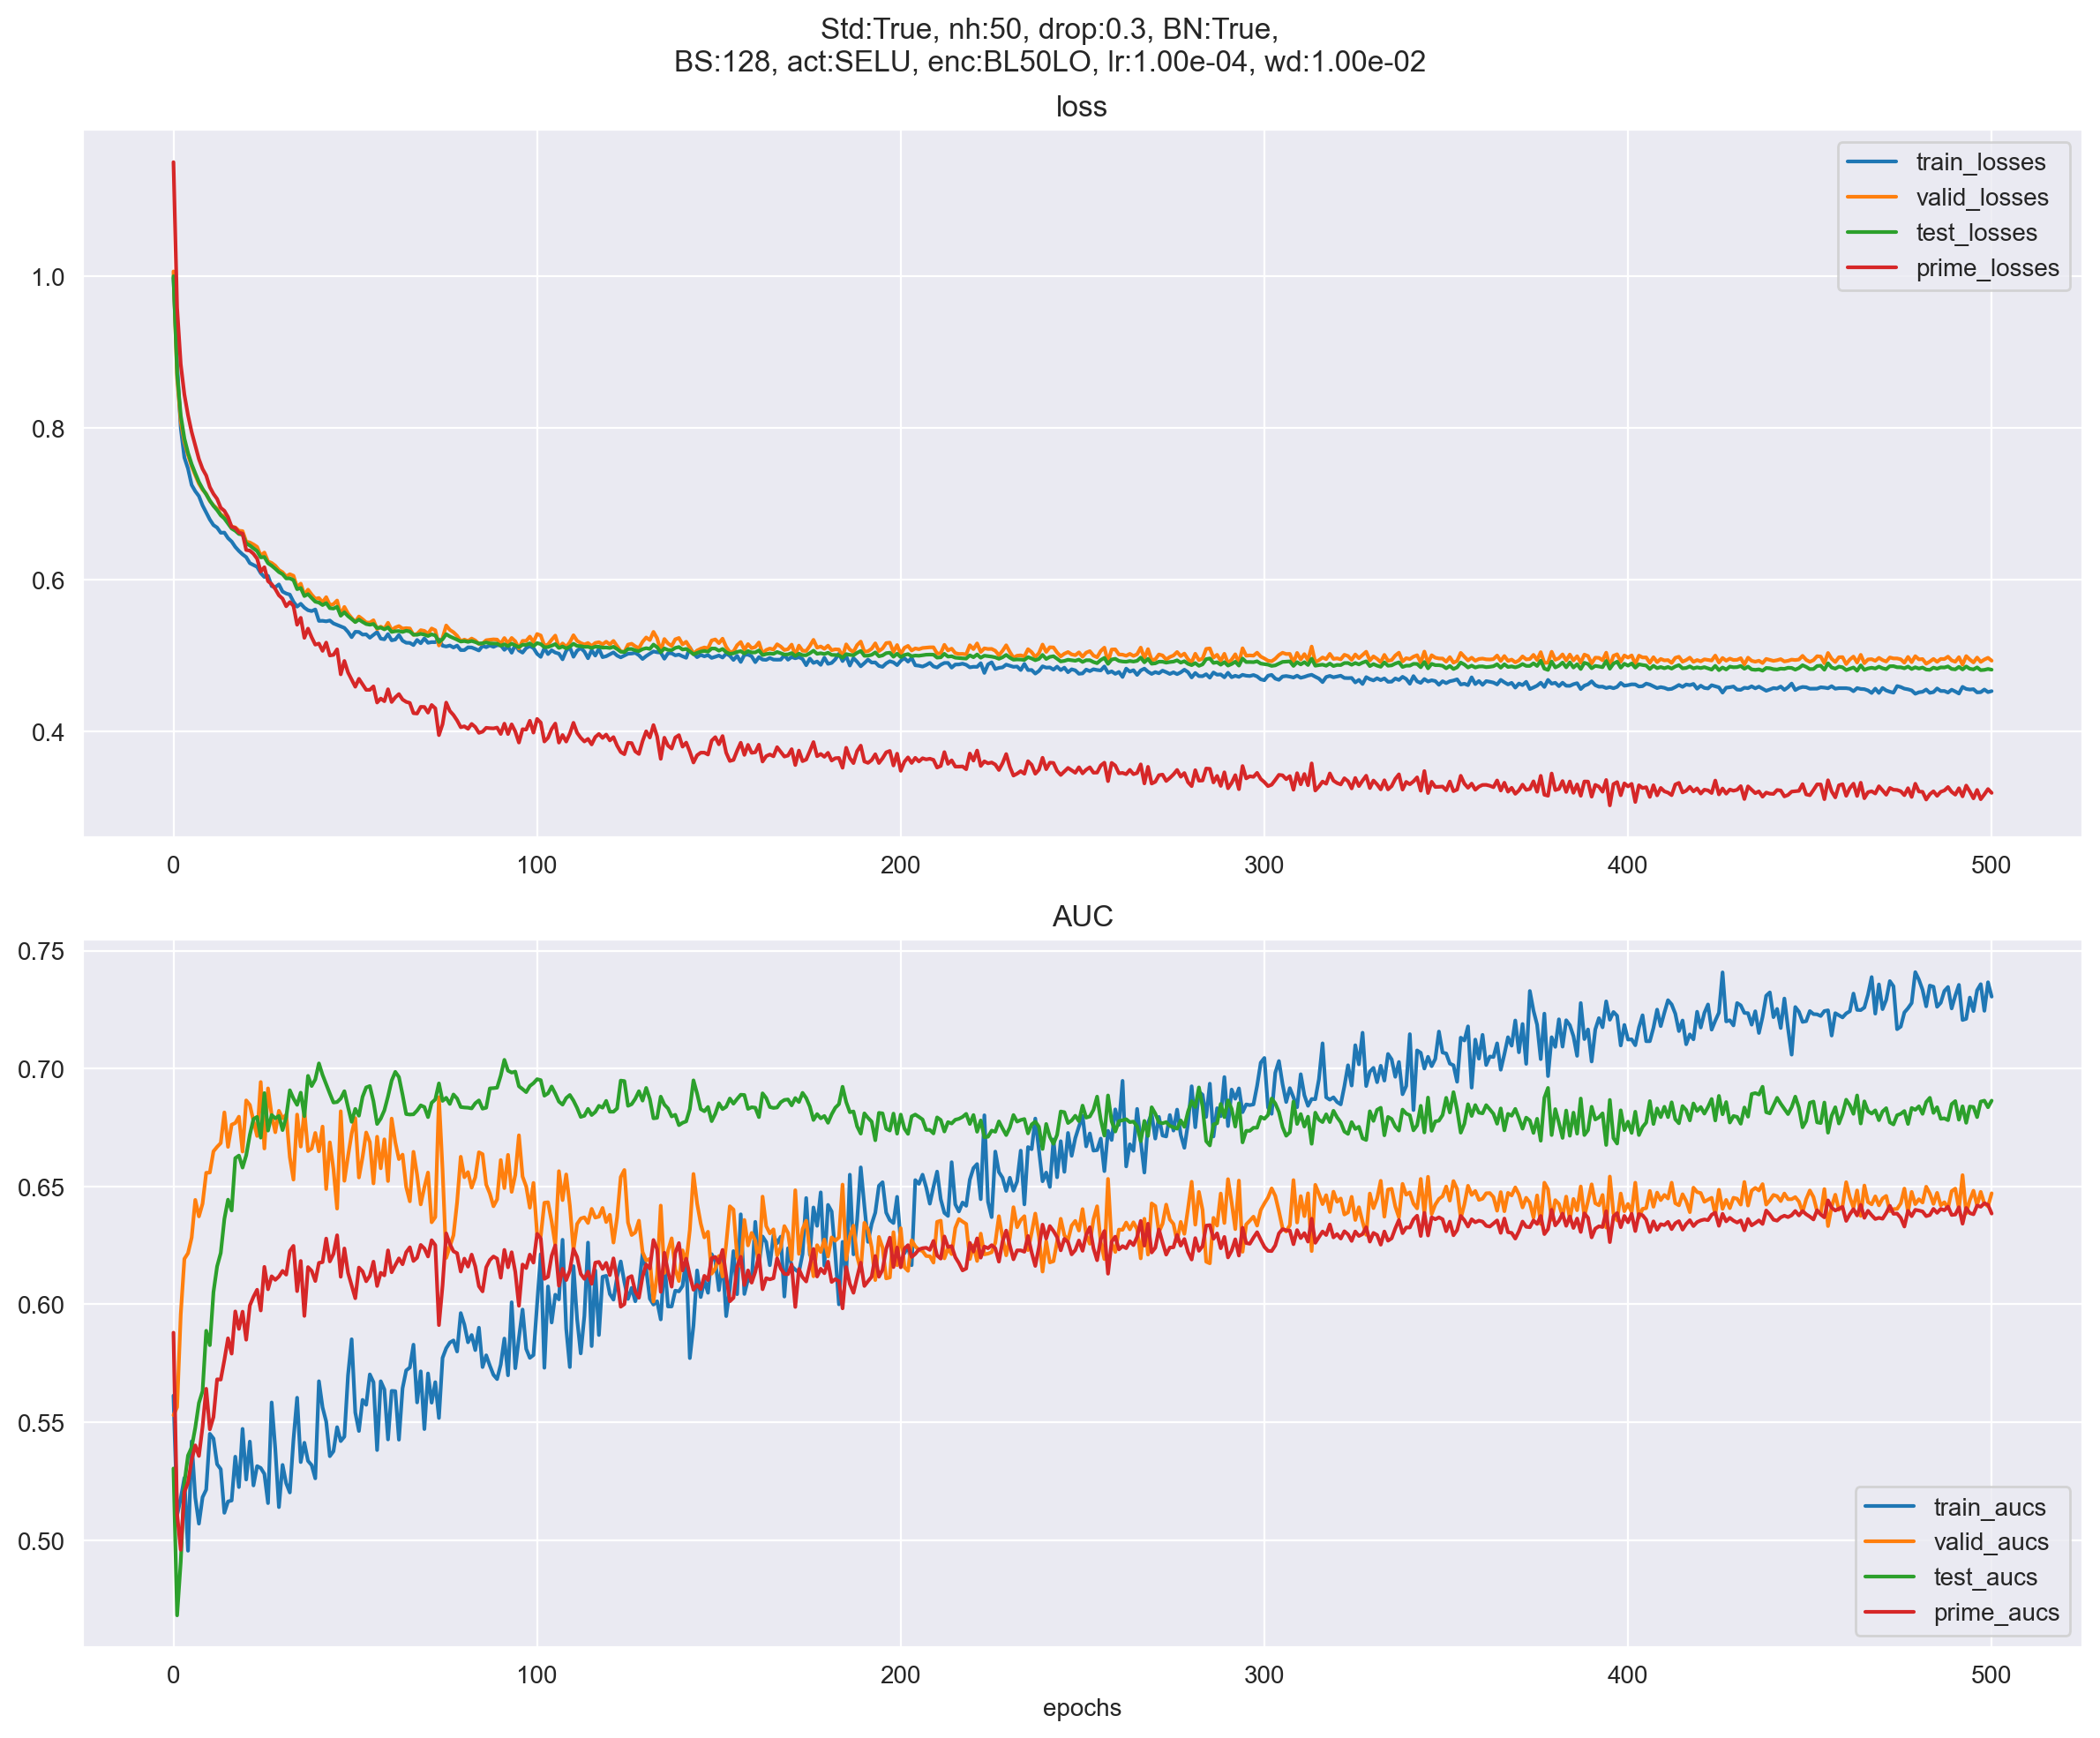 Std:True, nh:50, drop:0.3, BN:True,
BS:128, act:SELU, enc:BL50LO, lr:1.00e-04, wd:1.00e-02
loss
train_losses
valid_losses
test_losses
prime_losses
1.0
0.8
0.6
0.4
0 100 200 300 400 500
AUC
0.75
0.70
0.65
0.60
0.55
0.50
train_aucs
valid_aucs
test_aucs
prime_aucs
0 100 200 300 400 500
epochs